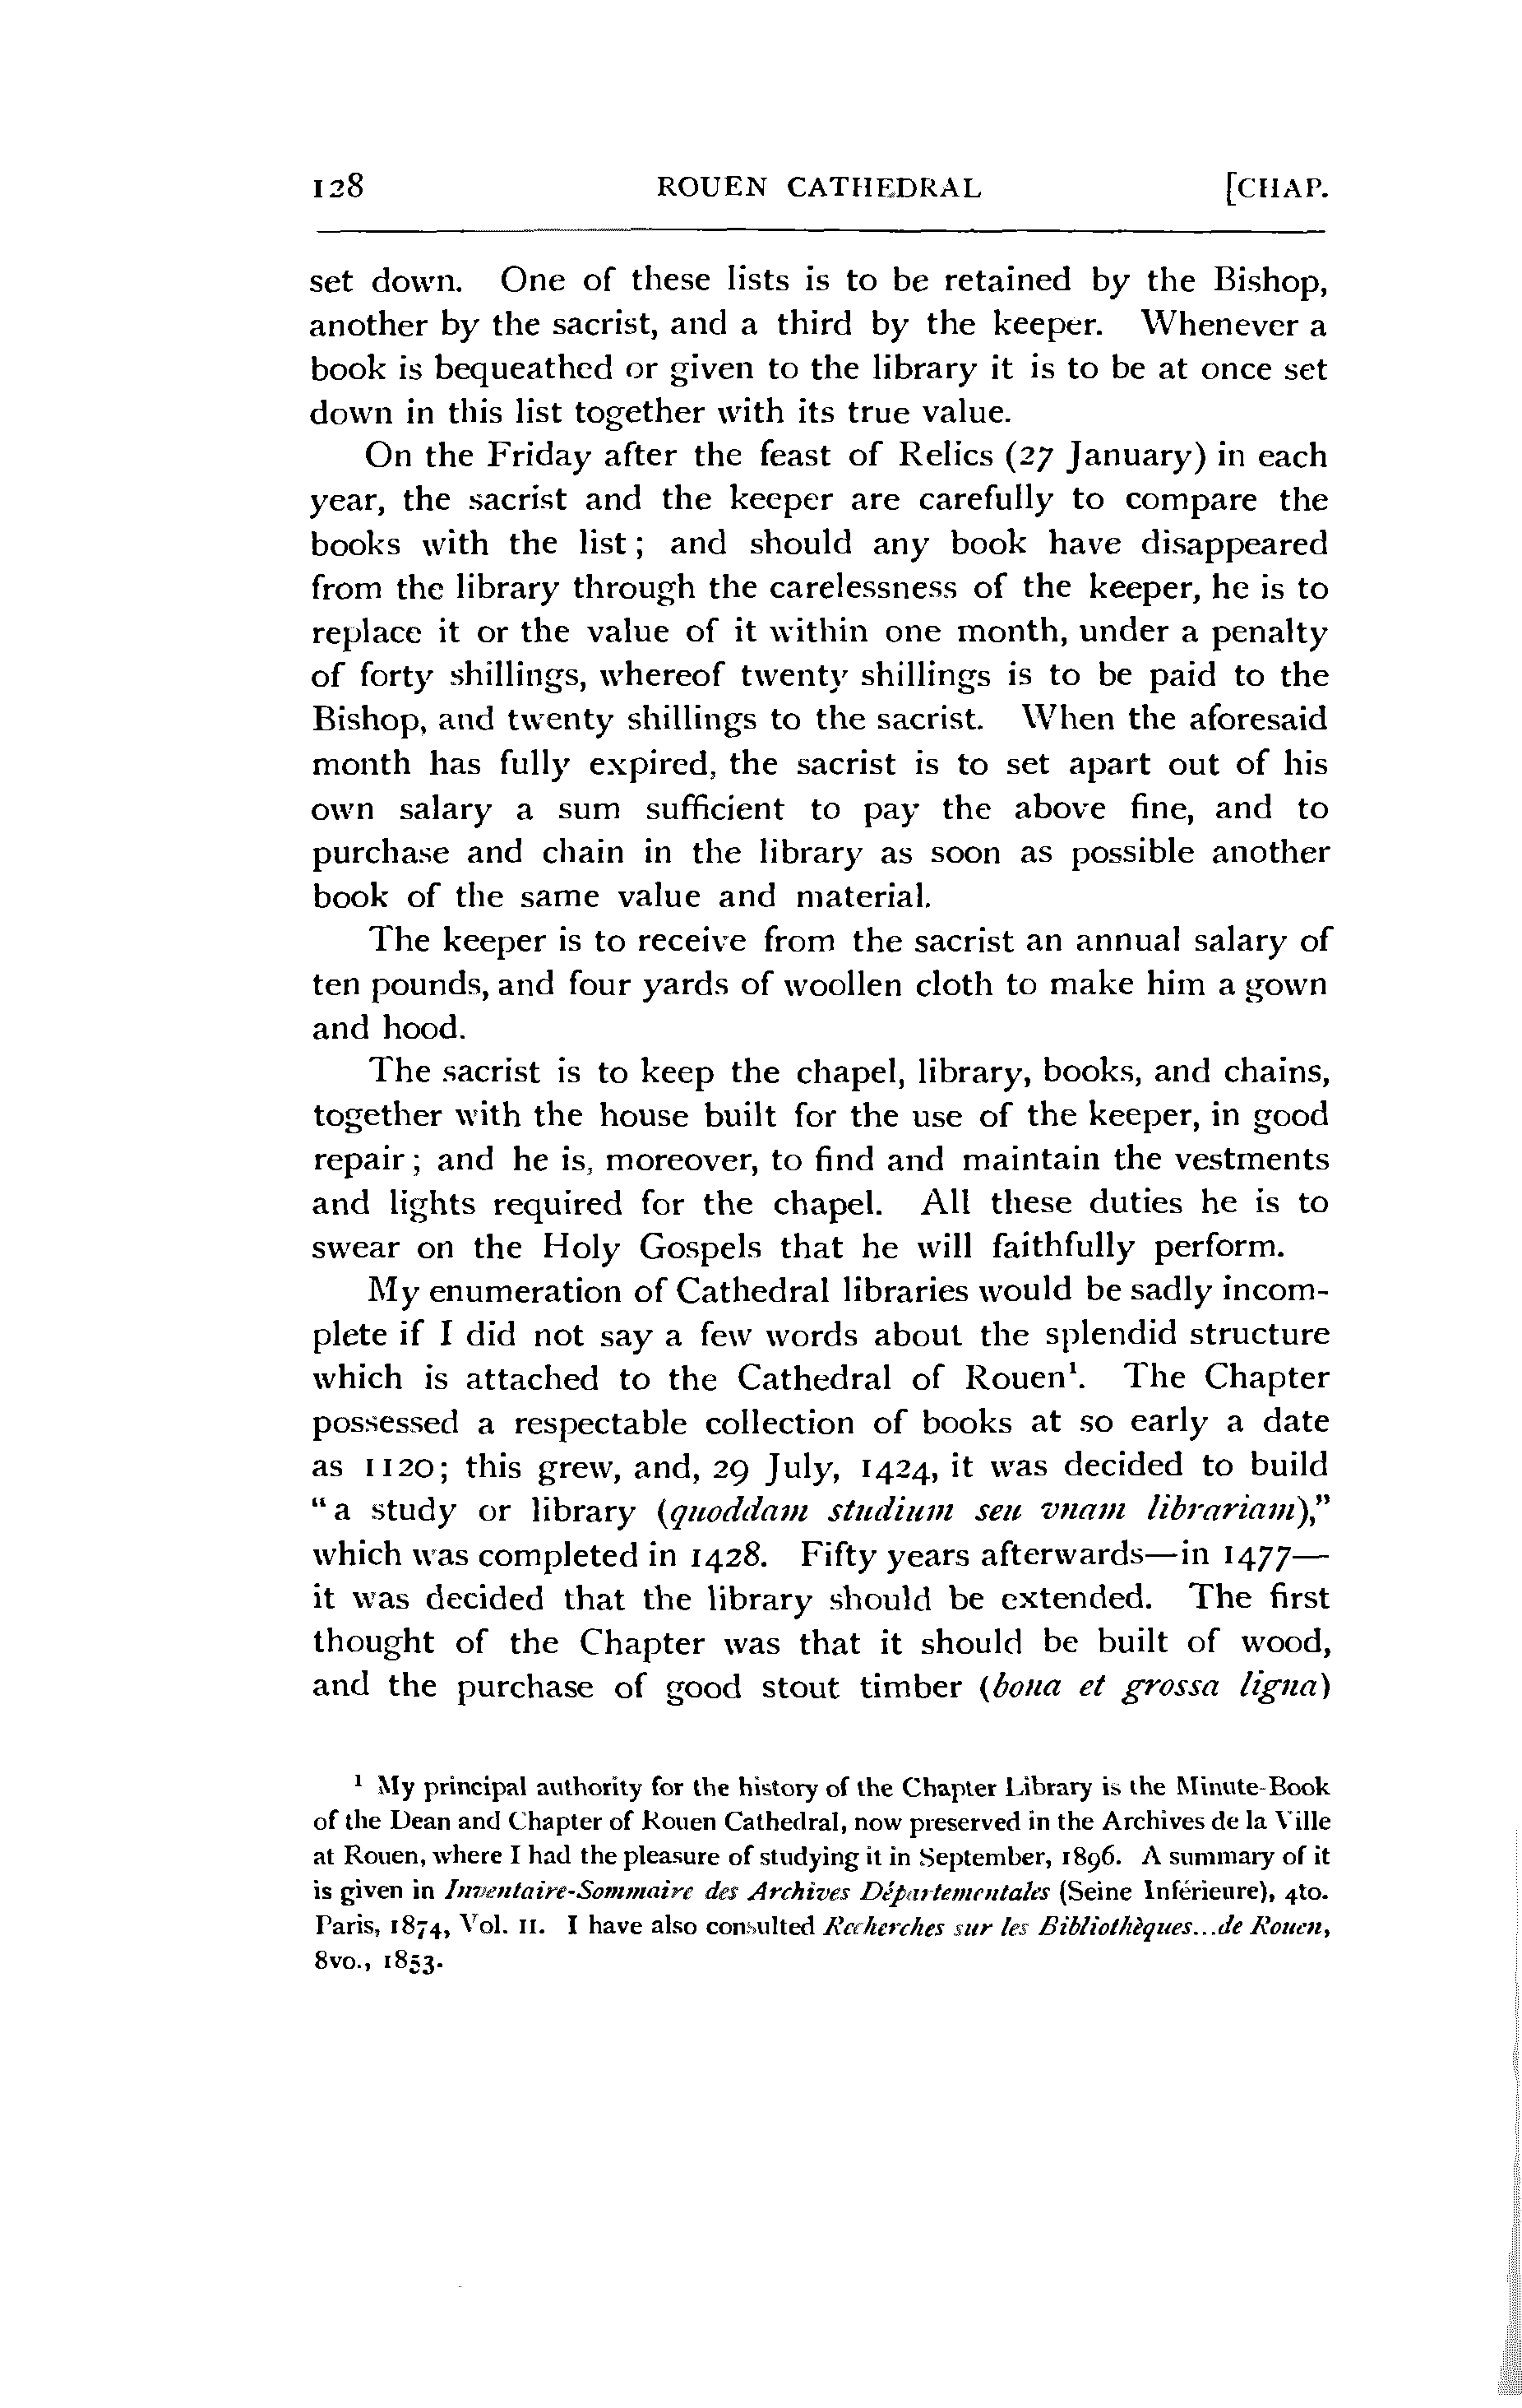 128 ROUEN CATHEDRAL [CHAP.
set down. One of these lists is to be retained by the Bishop,
another by the sacrist, and a third by the keeper. Whenever a
book is bequeathed or given to the library it is to be at once set
down in this list together with its true value.
On the Friday after the feast of Relics (27 January) in each
year, the sacrist and the keeper are carefully to compare the
books with the list; and should any book have disappeared
from the library through the carelessness of the keeper, he is to
replace it or the value of it within one month, under a penalty
of forty shillings, whereof twenty shillings is to be paid to the
Bishop, and twenty shillings to the sacrist. When the aforesaid
month has fully expired, the sacrist is to set apart out of his
own salary a sum sufficient to pay the above fine, and to
purchase and chain in the library as soon as possible another
book of the same value and material.
The keeper is to receive from the sacrist an annual salary of
ten pounds, and four yards of woollen cloth to make him a gown
and hood.
The sacrist is to keep the chapel, library, books, and chains,
together with the house built for the use of the keeper, in good
repair; and he is, moreover, to find and maintain the vestments
and lights required for the chapel. All these duties he is to
swear on the Holy Gospels that he will faithfully perform.
My enumeration of Cathedral libraries would be sadly incom-
plete if I did not say a few words about the splendid structure
which is attached to the Cathedral of Rouen¹. The Chapter
possessed a respectable collection of books at so early a date
as 1120; this grew, and, 29 July, 1424, it was decided to build
“a study or library (quoddam studium seu vnam librariam),”
which was completed in 1428. Fifty years afterwards—in 1477—
it was decided that the library should be extended. The first
thought of the Chapter was that it should be built of wood,
and the purchase of good stout timber (bona et grossa ligna)
¹ My principal authority for the history of the Chapter Library is the Minute-Book
of the Dean and Chapter of Rouen Cathedral, now preserved in the Archives de la Ville
at Rouen, where I had the pleasure of studying it in September, 1896. A summary of it
is given in Inventaire-Sommaire des Archives Départementales (Seine Inférieure), 4to.
Paris, 1874, Vol. II. I have also consulted Recherches sur les Bibliothèques...de Rouen,
8vo., 1853.